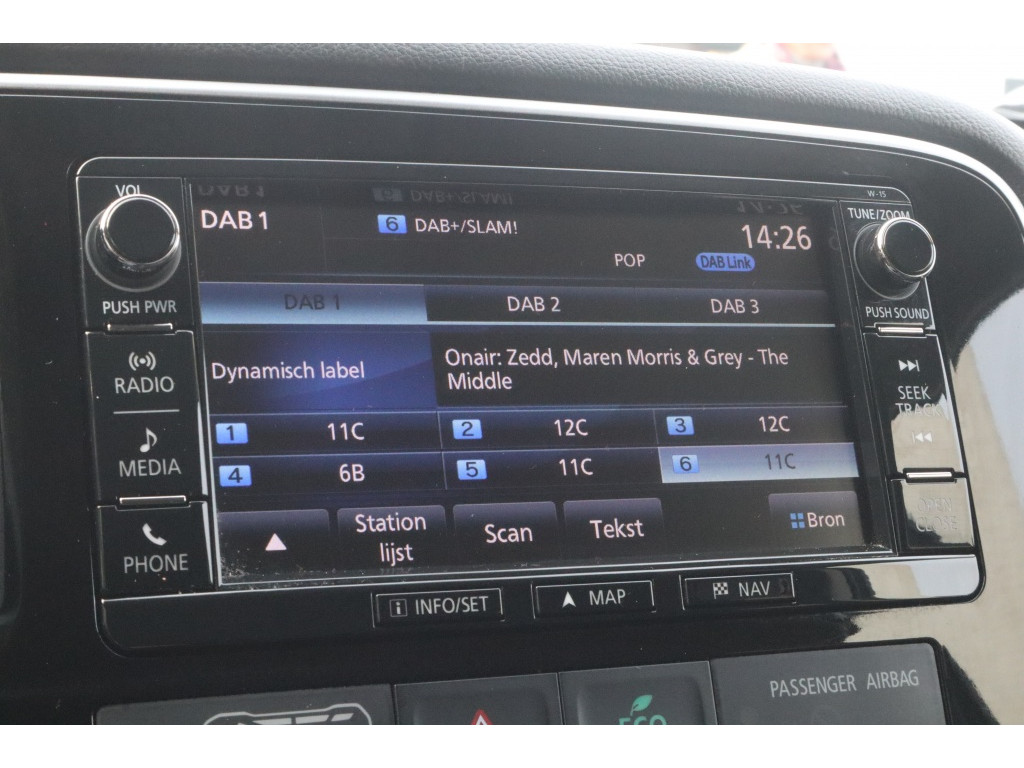 W-15
VOL
DAB 1
6 DAB+/SLAM!
14:26
TUNE/ZOOM
POP
DAB Link
PUSH PWR
DAB 1 DAB 2 DAB 3
PUSH SOUND
RADIO
Dynamisch label
Onair: Zedd, Maren Morris & Grey - The
Middle
SEEK
TRACK
1 11C 2 12C 3 12C
MEDIA
4 6B 5 11C 6 11C
Station
lijst
Scan
Tekst
Bron
OPEN
CLOSE
PHONE
i INFO/SET
MAP
NAV
PASSENGER AIRBAG
ECO